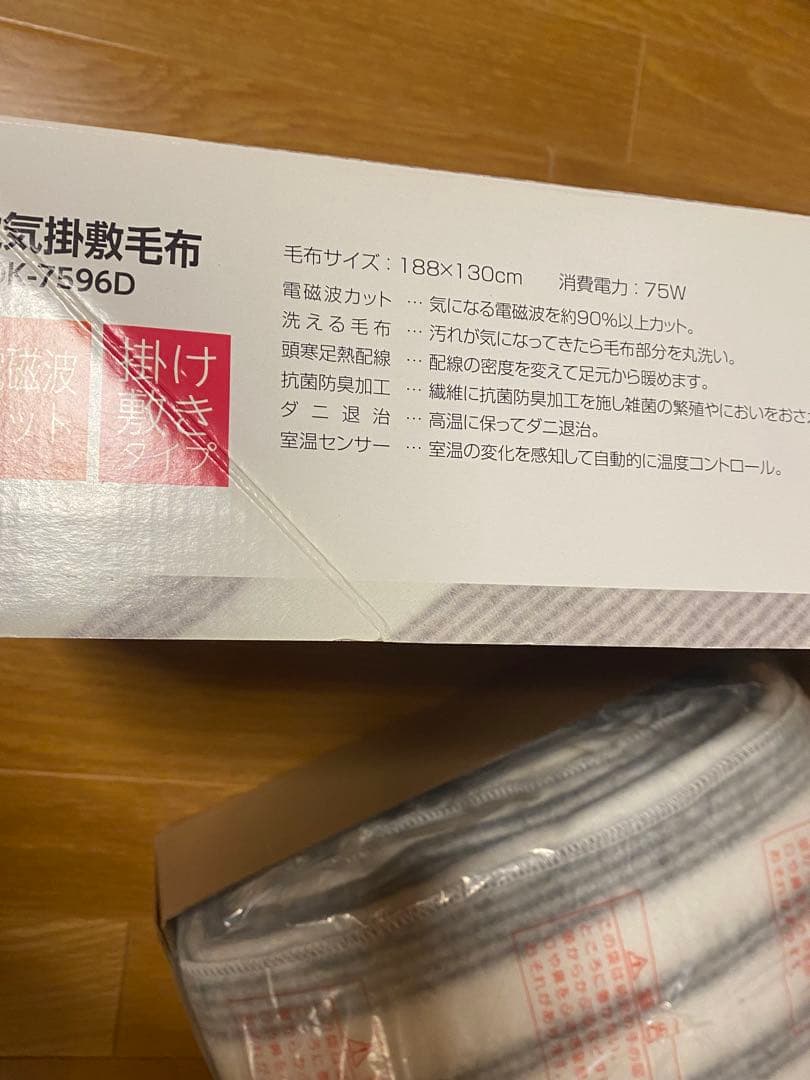 気掛敷毛布
K-7596D
磁波
ット
掛け
敷き
タイプ
毛布サイズ：188×130cm 消費電力：75W
電磁波カット … 気になる電磁波を約90%以上カット。
洗える毛布 … 汚れが気になってきたら毛布部分を丸洗い。
頭寒足熱配線 … 配線の密度を変えて足元から暖めます。
抗菌防臭加工 … 繊維に抗菌防臭加工を施し雑菌の繁殖やにおいをおさ
ダニ退治 … 高温に保ってダニ退治。
室温センサー … 室温の変化を感知して自動的に温度コントロール。